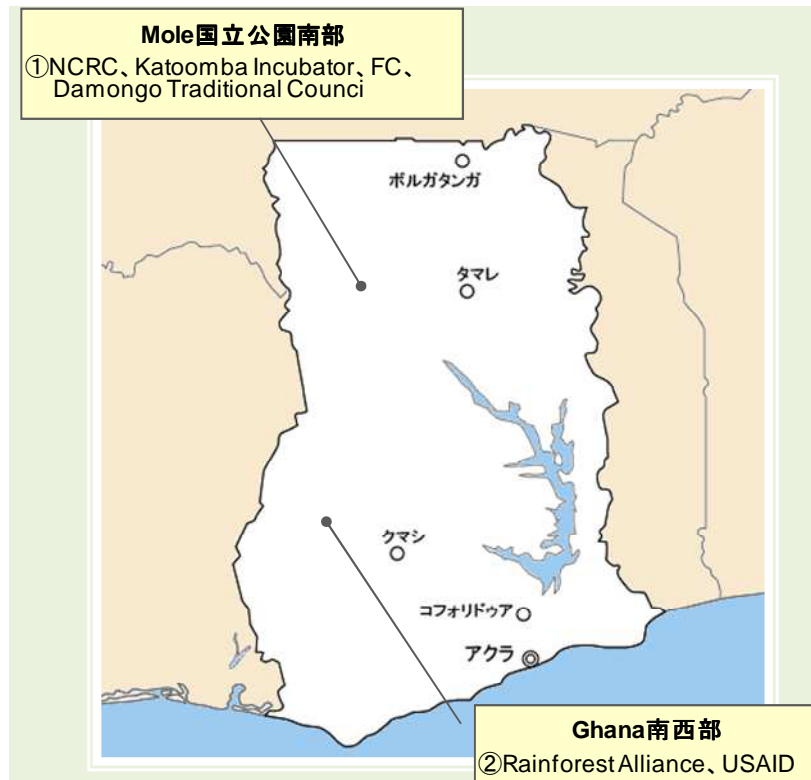 Mole国立公園南部
①NCRC、Katoomba Incubator、FC、
Damongo Traditional Counci
ボルガタンガ
タマレ
クマシ
コフォリドゥア
アクラ
Ghana南西部
②Rainforest Alliance、USAID